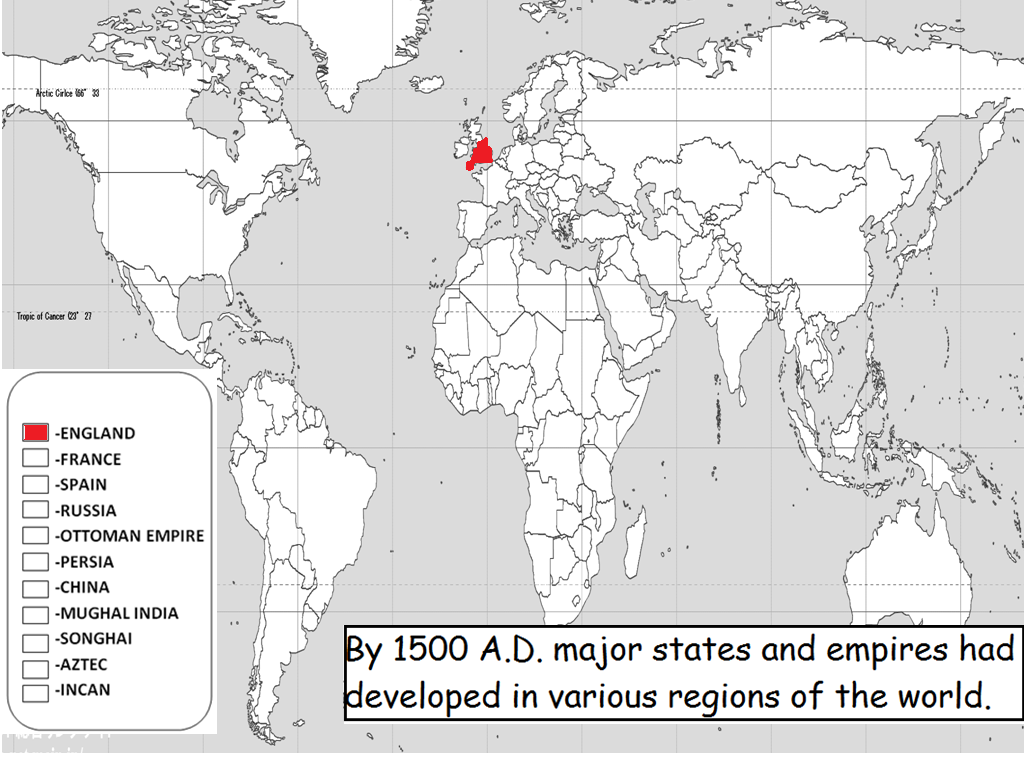 Arctic Cirlce (66° 33
Tropic of Cancer (23° 27
-ENGLAND
-FRANCE
-SPAIN
-RUSSIA
-OTTOMAN EMPIRE
-PERSIA
-CHINA
-MUGHAL INDIA
-SONGHAI
-AZTEC
-INCAN
By 1500 A.D. major states and empires had
developed in various regions of the world.